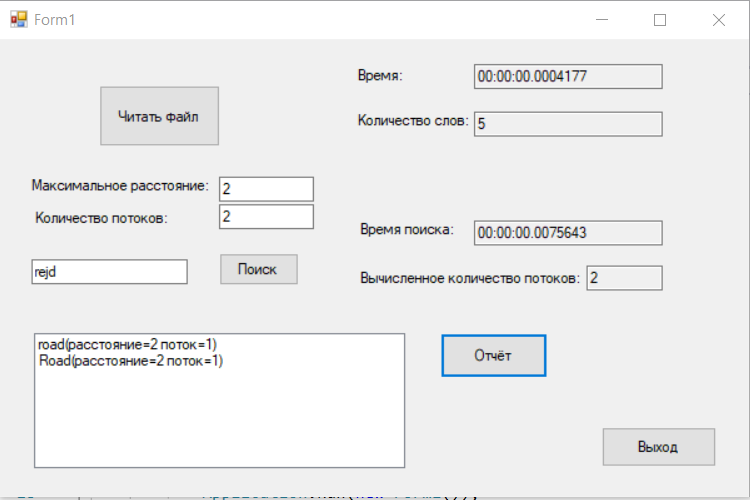 Form1
Время:
00:00:00.0004177
Читать файл
Количество слов:
5
Максимальное расстояние:
2
Количество потоков:
2
Время поиска:
00:00:00.0075643
rejd
Поиск
Вычисленное количество потоков:
2
road(расстояние=2 поток=1)
Road(расстояние=2 поток=1)
Отчёт
Выход